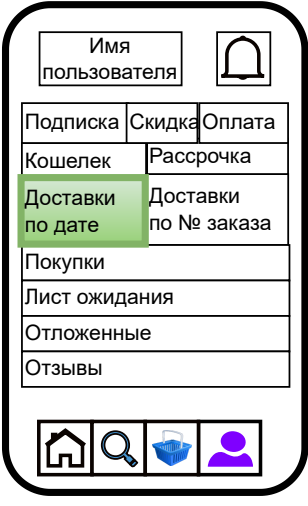 Имя
пользователя
Подписка Скидка Оплата
Кошелек Рассрочка
Доставки
по дате
Доставки
по № заказа
Покупки
Лист ожидания
Отложенные
Отзывы